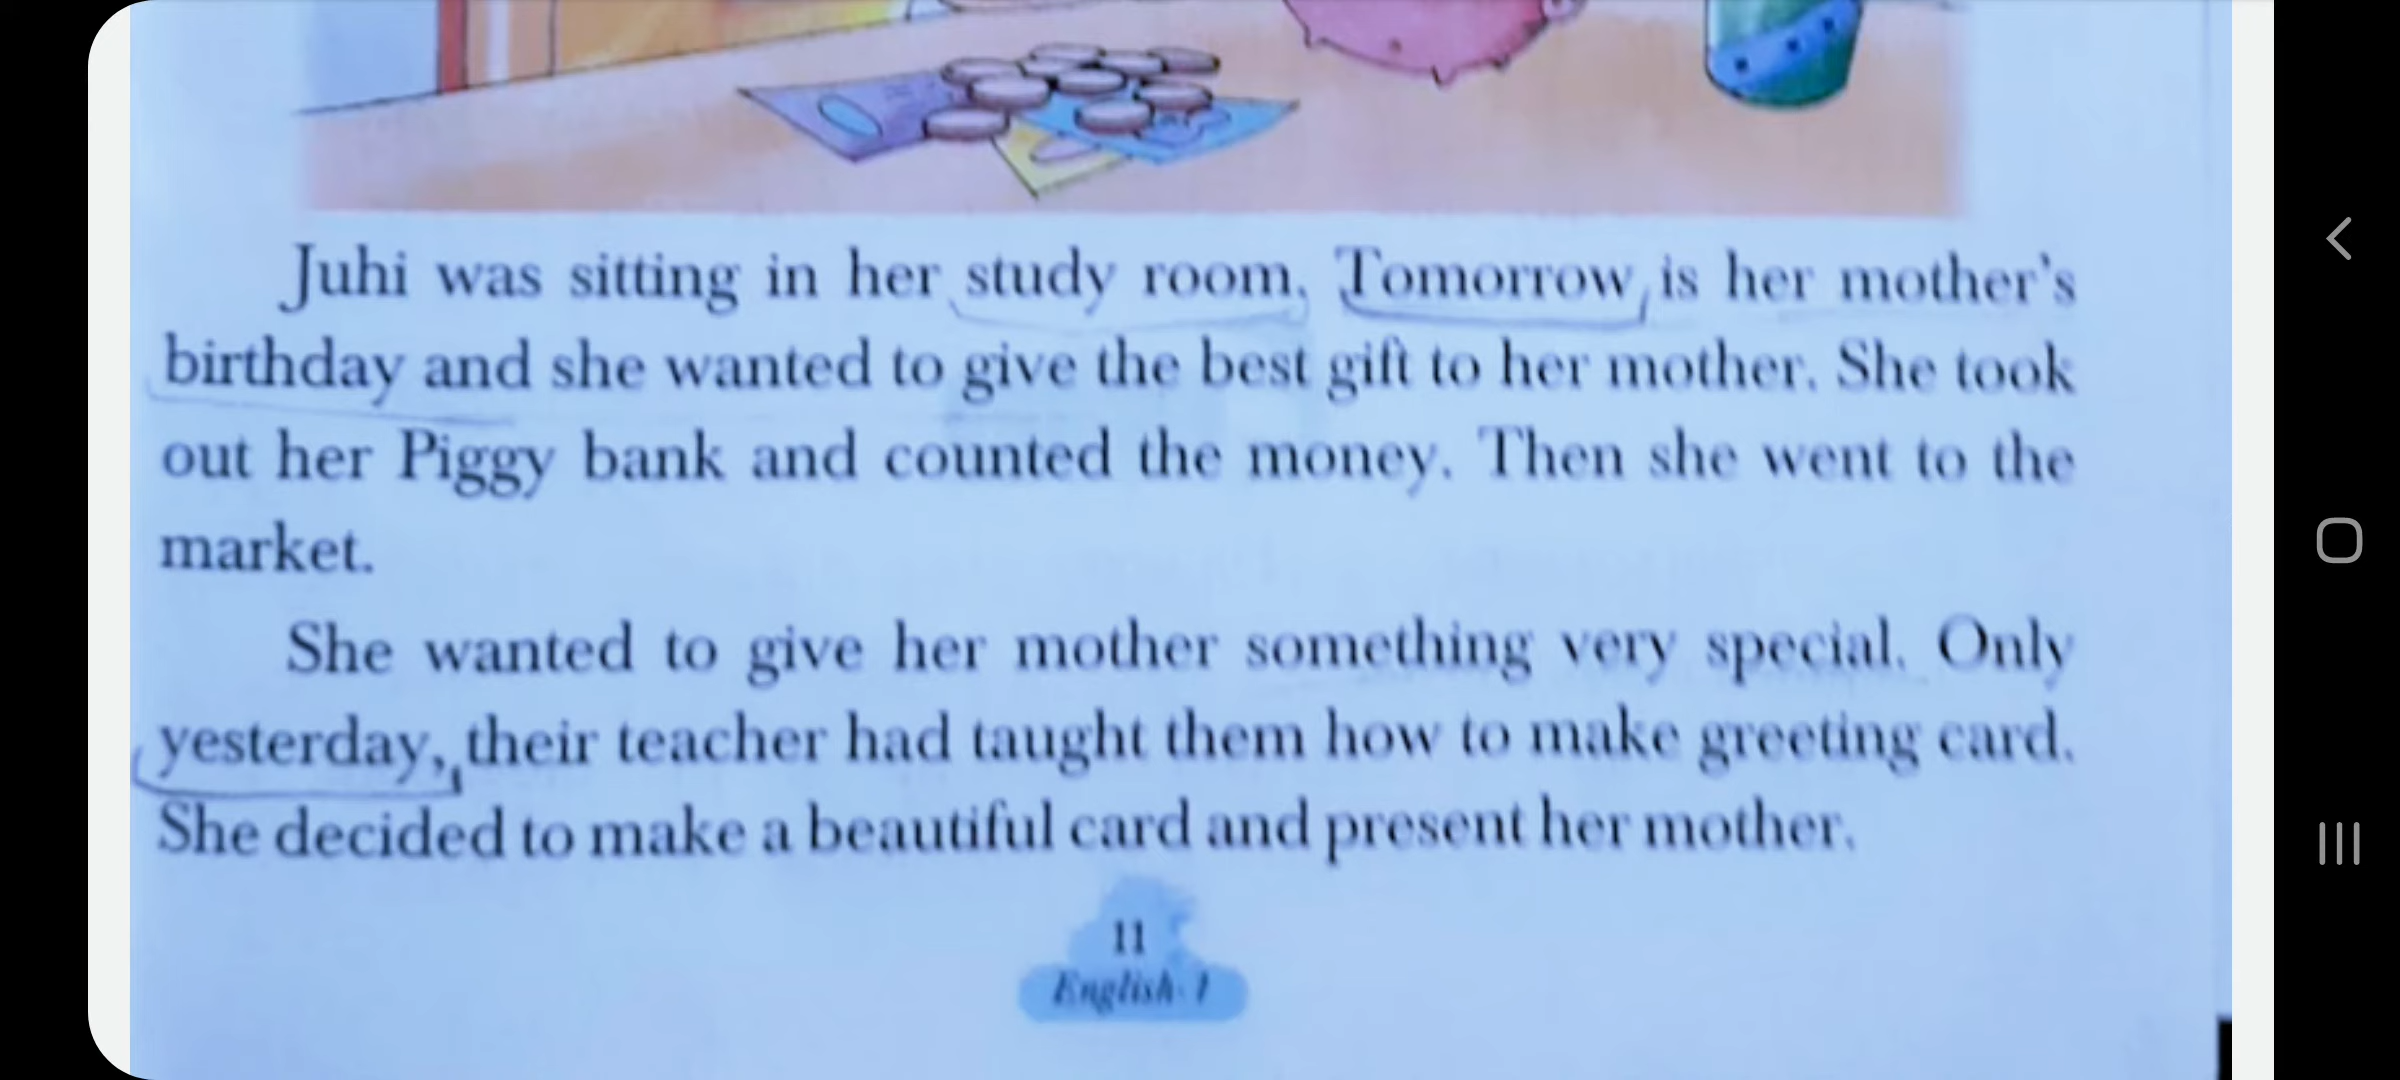 Juhi was sitting in her study room. Tomorrow is her mother's
birthday and she wanted to give the best gift to her mother. She took
out her Piggy bank and counted the money. Then she went to the
market.
She wanted to give her mother something very special. Only
yesterday, their teacher had taught them how to make greeting card.
She decided to make a beautiful card and present her mother.
11
English-1